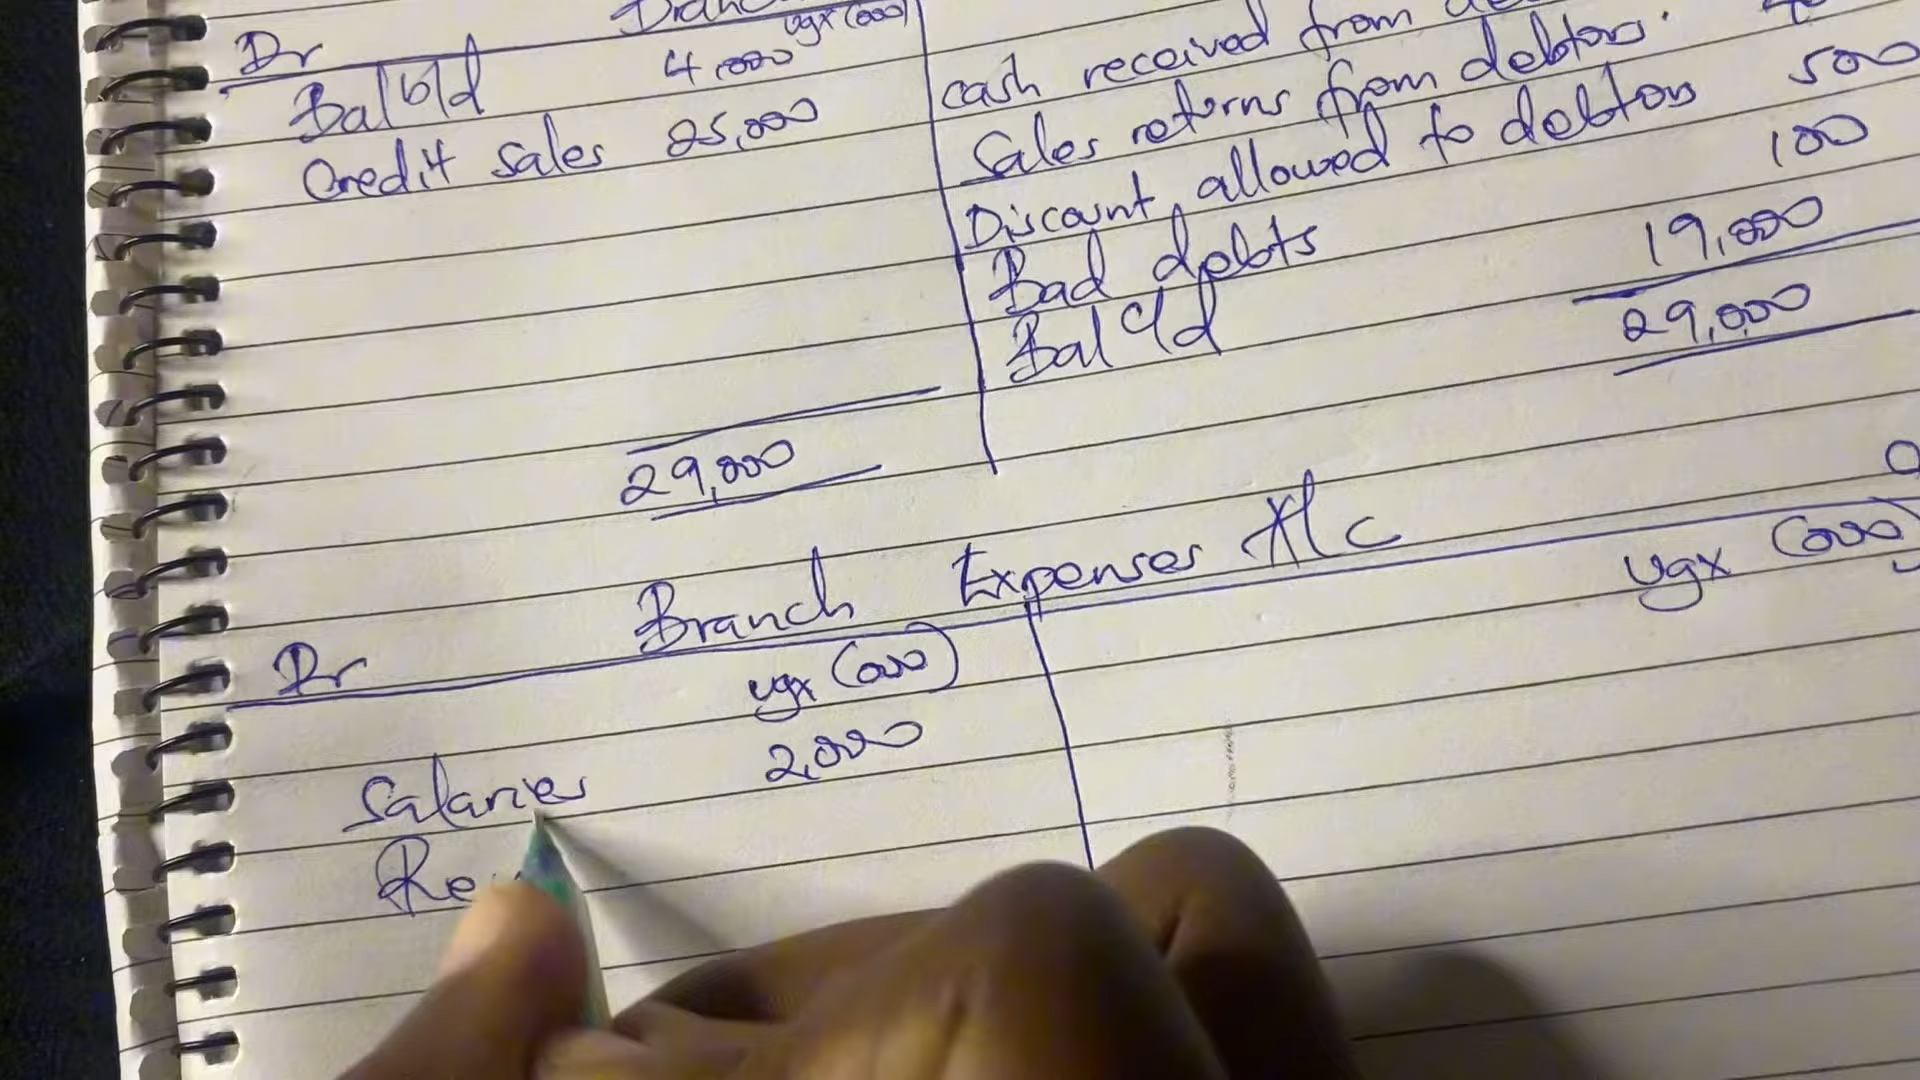 Dr
ugx (000)
Bal b/d 4,000
Credit sales 25,000
cash received from
Sales returns from debtors.
Discount allowed to debtors 500
Bad debts 100
Bal c/d 19,000
29,000
29,000
Branch Expenses A/c
Dr
ugx (000)
ugx (000)
Salaries 2,000